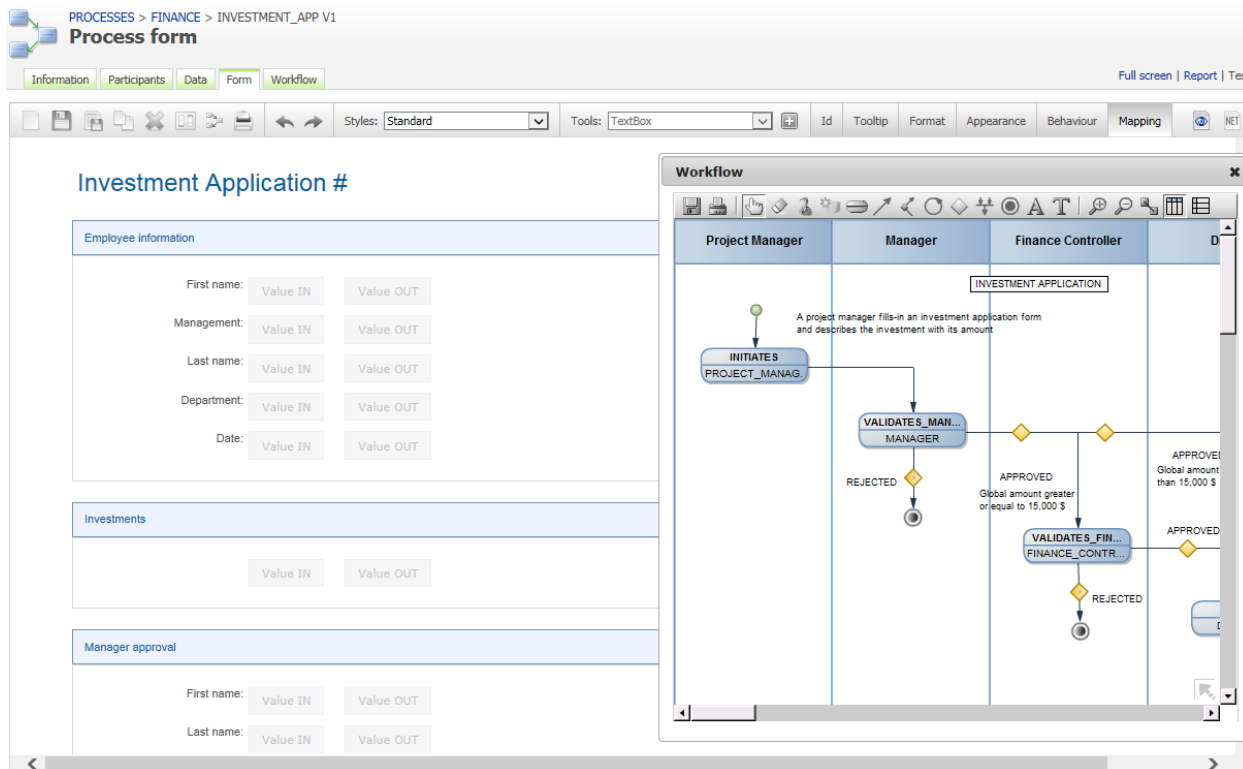 PROCESSES > FINANCE > INVESTMENT_APP V1
Process form
Information Participants Data Form Workflow
Full screen | Report | Tes
Styles: Standard Tools: TextBox Id Tooltip Format Appearance Behaviour Mapping NET
Investment Application #
Employee information
First name: Value IN Value OUT
Management: Value IN Value OUT
Last name: Value IN Value OUT
Department: Value IN Value OUT
Date: Value IN Value OUT
Investments
Value IN Value OUT
Manager approval
First name: Value IN Value OUT
Last name: Value IN Value OUT
Workflow
Project Manager Manager Finance Controller D
INVESTMENT APPLICATION
A project manager fills-in an investment application form
and describes the investment with its amount
INITIATES
PROJECT_MANAG.
VALIDATES_MAN...
MANAGER
REJECTED
APPROVED
Global amount greater
or equal to 15,000 $
APPROVE
Global amount
than 15,000 $
VALIDATES_FIN...
FINANCE_CONTR...
APPROVED
REJECTED